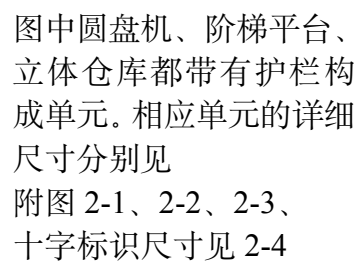 图中圆盘机、阶梯平台、
立体仓库都带有护栏构
成单元。相应单元的详细
尺寸分别见
附图 2-1、2-2、2-3、
十字标识尺寸见 2-4